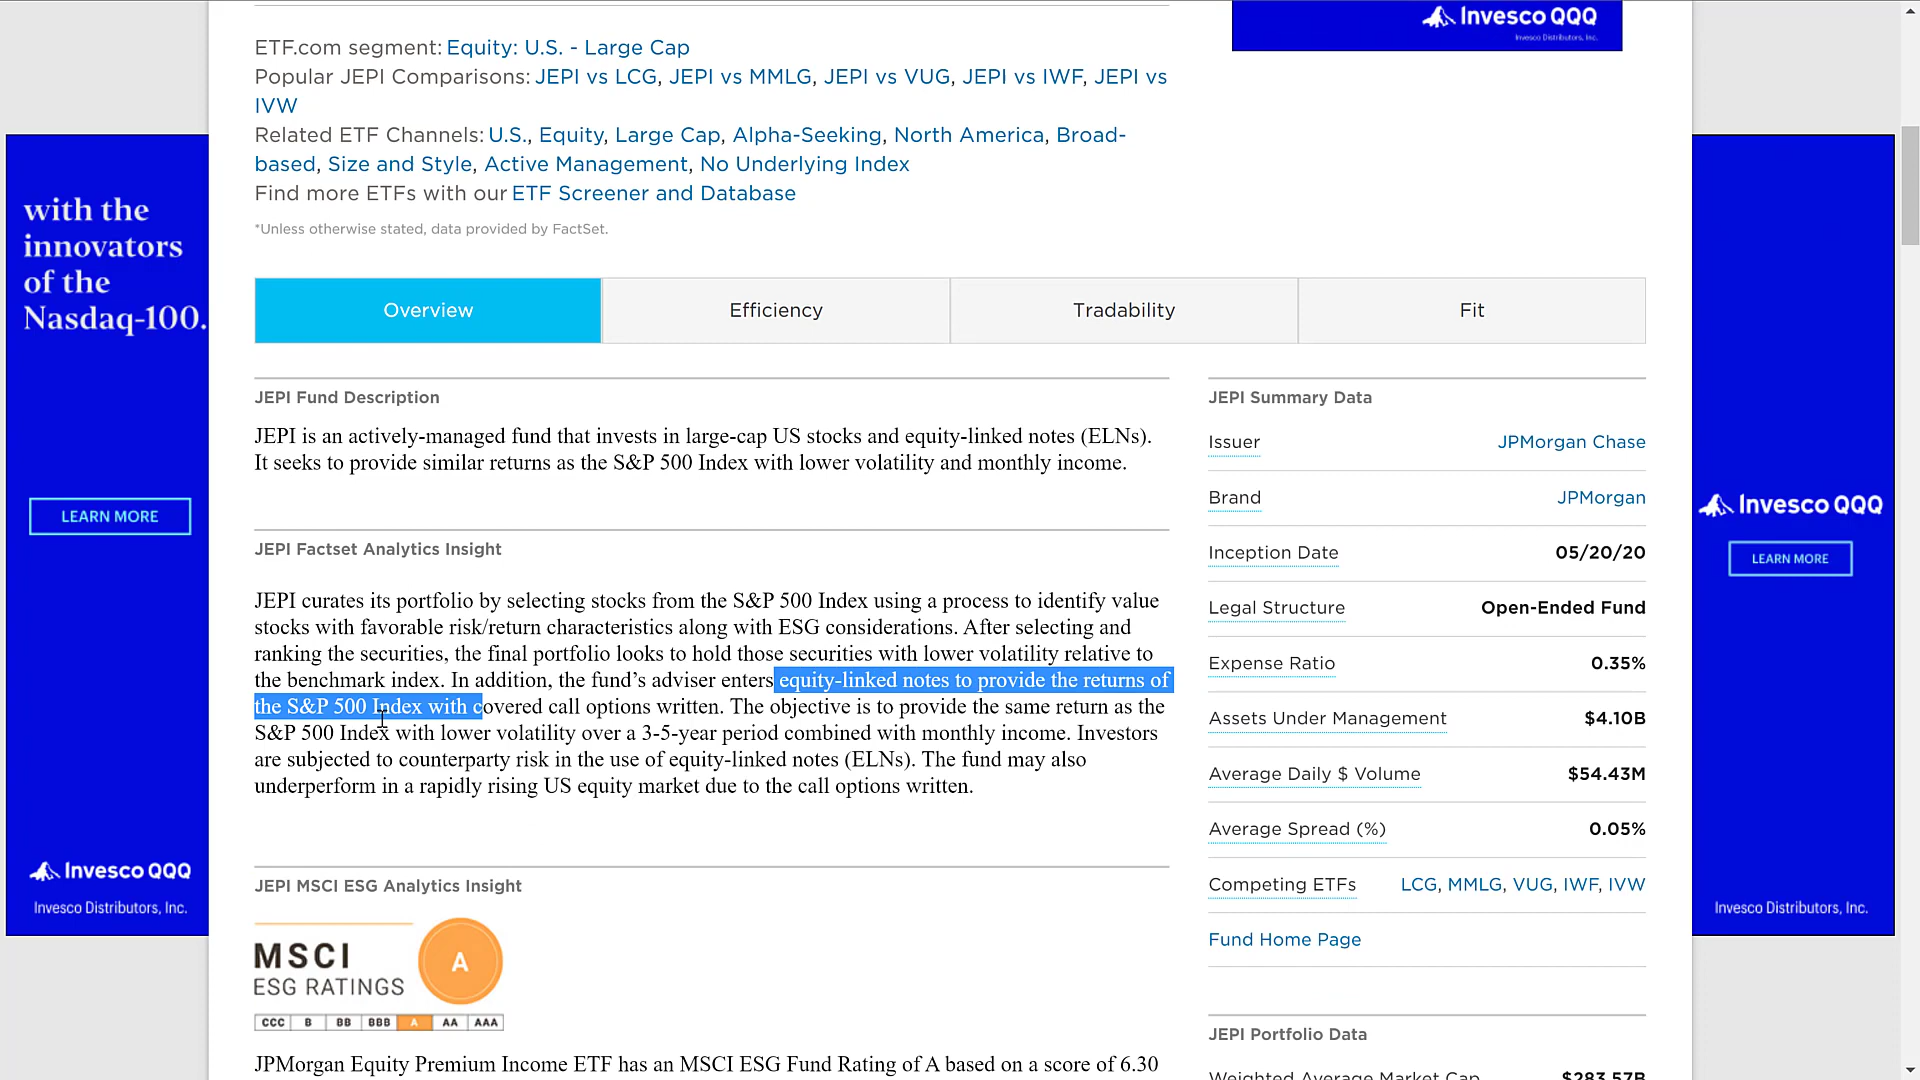 Invesco QQQ
Invesco Distributors, Inc.
ETF.com segment: Equity: U.S. - Large Cap
Popular JEPI Comparisons: JEPI vs LCG, JEPI vs MMLG, JEPI vs VUG, JEPI vs IWF, JEPI vs
IVW
Related ETF Channels: U.S., Equity, Large Cap, Alpha-Seeking, North America, Broad-
based, Size and Style, Active Management, No Underlying Index
Find more ETFs with our ETF Screener and Database
*Unless otherwise stated, data provided by FactSet.
with the
innovators
of the
Nasdaq-100.
LEARN MORE
Invesco QQQ
Invesco Distributors, Inc.
Overview
Efficiency
Tradability
Fit
JEPI Fund Description
JEPI is an actively-managed fund that invests in large-cap US stocks and equity-linked notes (ELNs).
It seeks to provide similar returns as the S&P 500 Index with lower volatility and monthly income.
JEPI Factset Analytics Insight
JEPI curates its portfolio by selecting stocks from the S&P 500 Index using a process to identify value
stocks with favorable risk/return characteristics along with ESG considerations. After selecting and
ranking the securities, the final portfolio looks to hold those securities with lower volatility relative to
the benchmark index. In addition, the fund's adviser enters equity-linked notes to provide the returns of
the S&P 500 Index with covered call options written. The objective is to provide the same return as the
S&P 500 Index with lower volatility over a 3-5-year period combined with monthly income. Investors
are subjected to counterparty risk in the use of equity-linked notes (ELNs). The fund may also
underperform in a rapidly rising US equity market due to the call options written.
JEPI MSCI ESG Analytics Insight
MSCI
ESG RATINGS
A
CCC B BB BBB A AA AAA
JPMorgan Equity Premium Income ETF has an MSCI ESG Fund Rating of A based on a score of 6.30
JEPI Summary Data
Issuer JPMorgan Chase
Brand JPMorgan
Inception Date 05/20/20
Legal Structure Open-Ended Fund
Expense Ratio 0.35%
Assets Under Management $4.10B
Average Daily $ Volume $54.43M
Average Spread (%) 0.05%
Competing ETFs LCG, MMLG, VUG, IWF, IVW
Fund Home Page
JEPI Portfolio Data
Weighted Average Market Cap $283.57B
Invesco QQQ
LEARN MORE
Invesco Distributors, Inc.